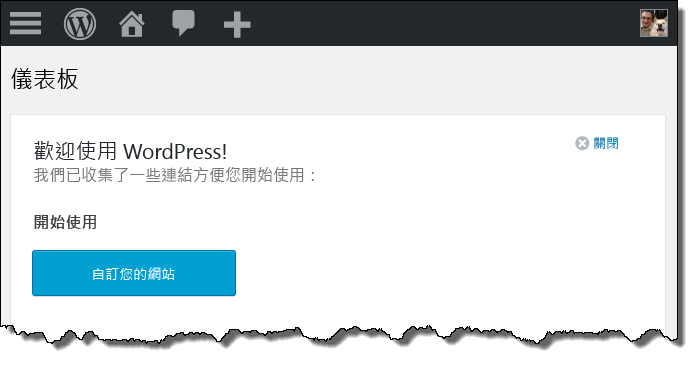 儀表板
歡迎使用 WordPress!
關閉
我們已收集了一些連結方便您開始使用：
開始使用
自訂您的網站